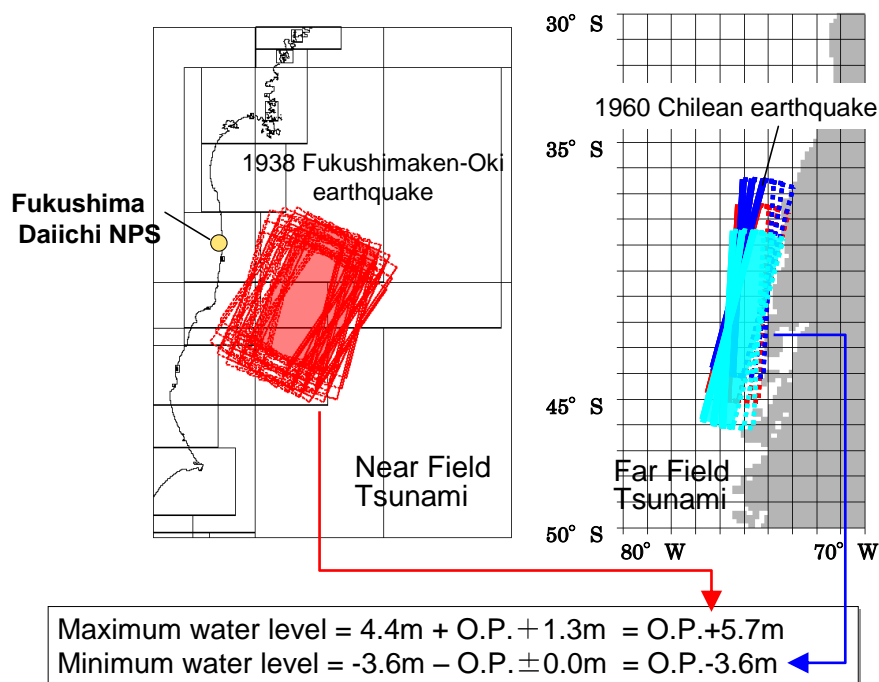 30° S
1960 Chilean earthquake
35° S
1938 Fukushimaken-Oki
earthquake
Fukushima
Daiichi NPS
45° S
Near Field
Tsunami
Far Field
Tsunami
50° S
80° W
70° W
Maximum water level = 4.4m + O.P.＋1.3m = O.P.+5.7m
Minimum water level = -3.6m – O.P.±0.0m = O.P.-3.6m